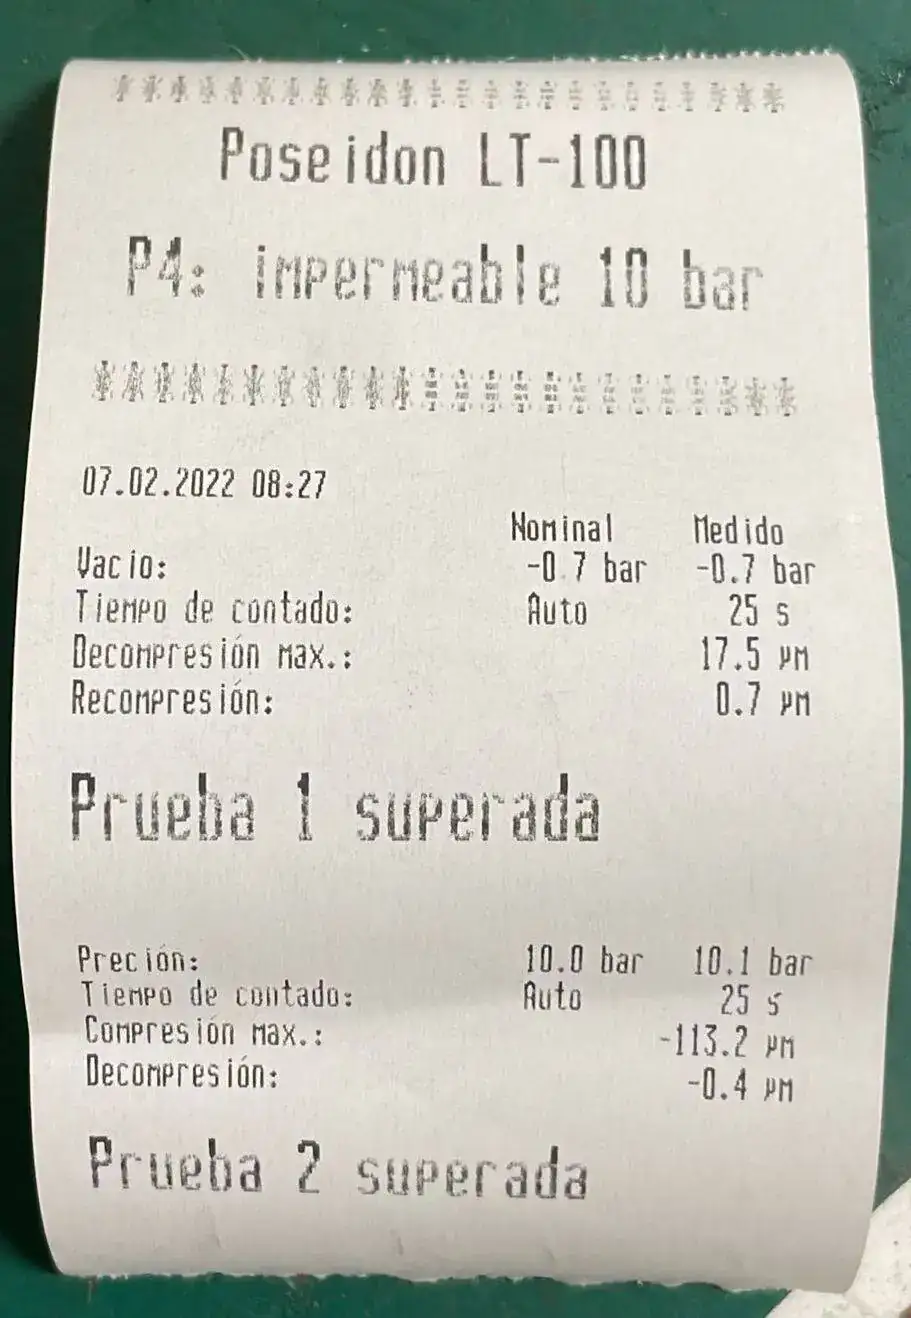 ************************
Poseidon LT-100
P4: impermeable 10 bar
***********************
07.02.2022 08:27
Nominal Medido
Vacio: -0.7 bar -0.7 bar
Tiempo de contado: Auto 25 s
Decompresión max.: 17.5 µm
Recompresión: 0.7 µm
Prueba 1 superada
Preción: 10.0 bar 10.1 bar
Tiempo de contado: Auto 25 s
Compresión max.: -113.2 µm
Decompresión: -0.4 µm
Prueba 2 superada